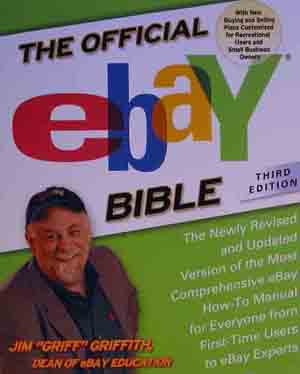 THE OFFICIAL
With New
Buying and Selling
Plans Customized
for Recreational
Users and
Small Business
Owners
ebaY®
BIBLE
THIRD
EDITION
The Newly Revised
and Updated
Version of the Most
Comprehensive eBay
How-To Manual
for Everyone from
First-Time Users
to eBay Experts
JIM "GRIFF" GRIFFITH,
DEAN OF eBAY EDUCATION